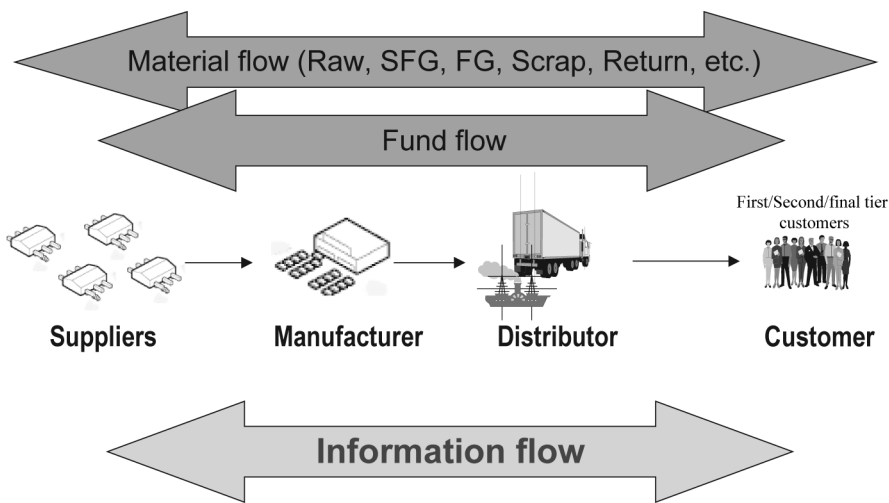 Material flow (Raw, SFG, FG, Scrap, Return, etc.)
Fund flow
First/Second/final tier
customers
Suppliers
Manufacturer
Distributor
Customer
Information flow